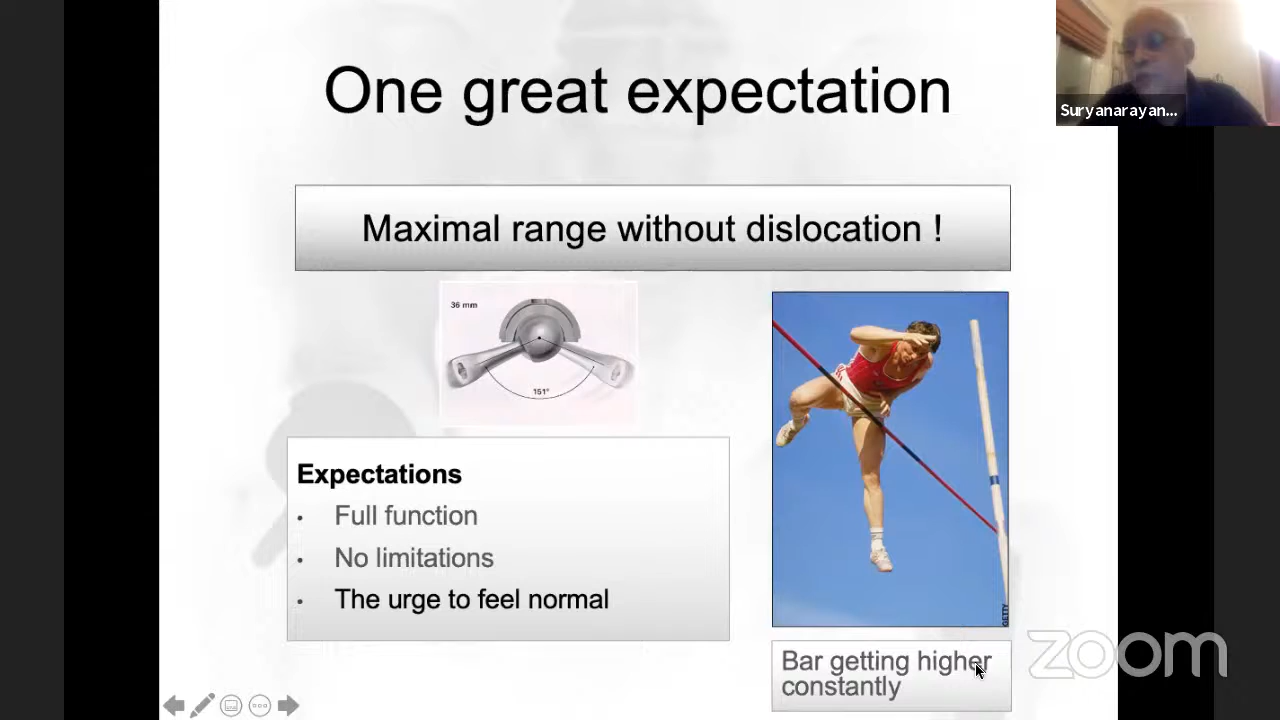 One great expectation
Suryanarayan...
Maximal range without dislocation !
36 mm
151°
Expectations
• Full function
• No limitations
• The urge to feel normal
GETTY
Bar getting higher
constantly
zoom